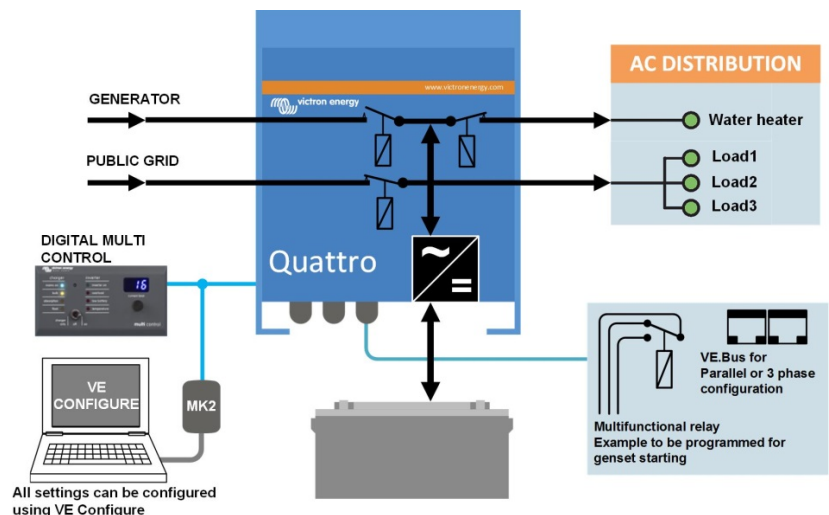 www.victronenergy.com
victron energy
GENERATOR
PUBLIC GRID
AC DISTRIBUTION
Water heater
Load1
Load2
Load3
Quattro
DIGITAL MULTI
CONTROL
victron energy
16
multi control
VE
CONFIGURE
MK2
All settings can be configured
using VE Configure
VE.Bus for
Parallel or 3 phase
configuration
Multifunctional relay
Example to be programmed for
genset starting